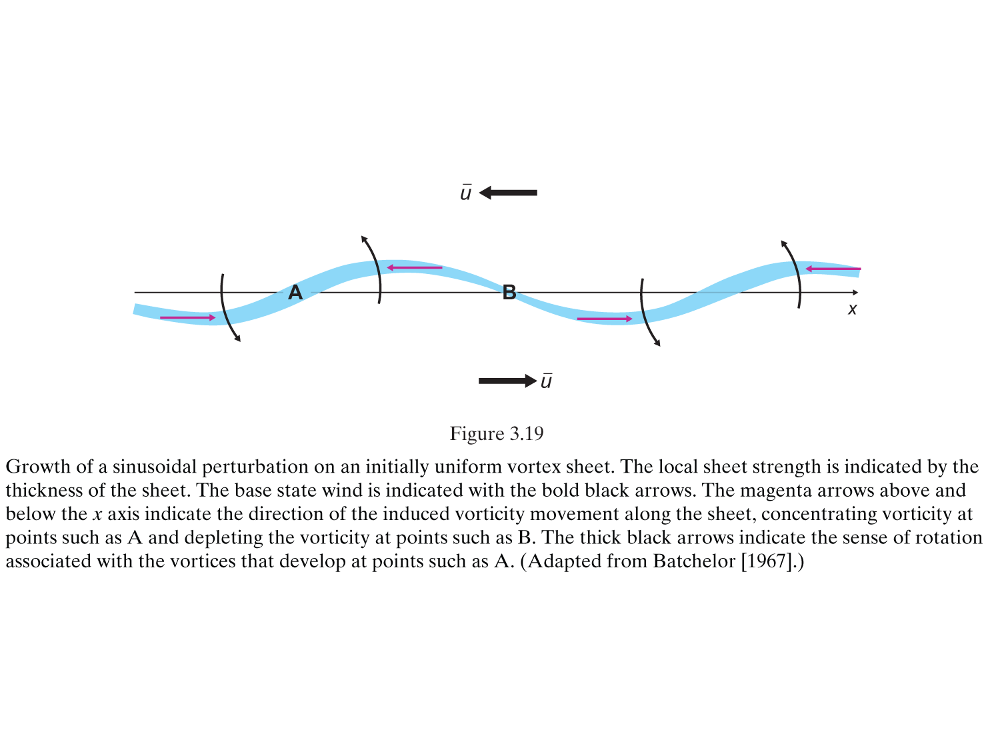 ū
A
B
x
ū
Figure 3.19
Growth of a sinusoidal perturbation on an initially uniform vortex sheet. The local sheet strength is indicated by the
thickness of the sheet. The base state wind is indicated with the bold black arrows. The magenta arrows above and
below the x axis indicate the direction of the induced vorticity movement along the sheet, concentrating vorticity at
points such as A and depleting the vorticity at points such as B. The thick black arrows indicate the sense of rotation
associated with the vortices that develop at points such as A. (Adapted from Batchelor [1967].)